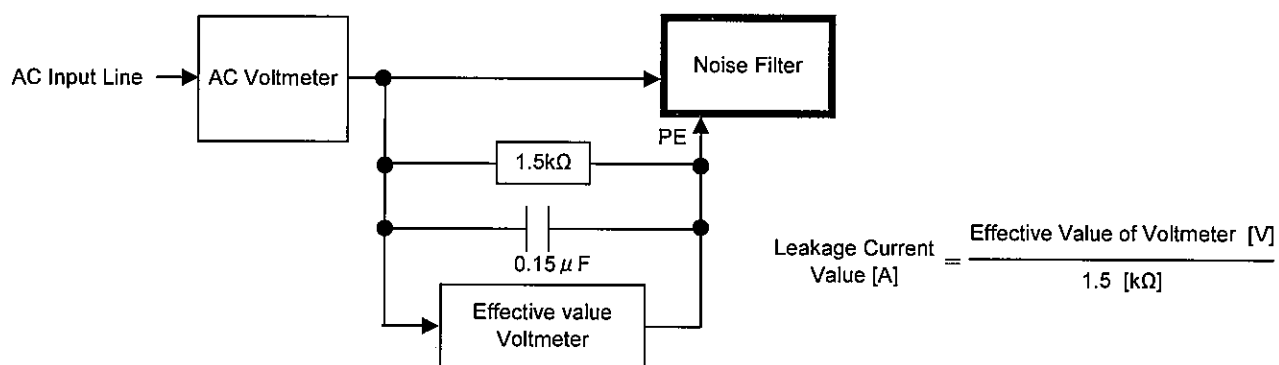 AC Input Line
AC Voltmeter
Noise Filter
PE
1.5kΩ
0.15μF
Effective value
Voltmeter
Leakage Current
Value [A]
=
Effective Value of Voltmeter [V]
1.5 [kΩ]